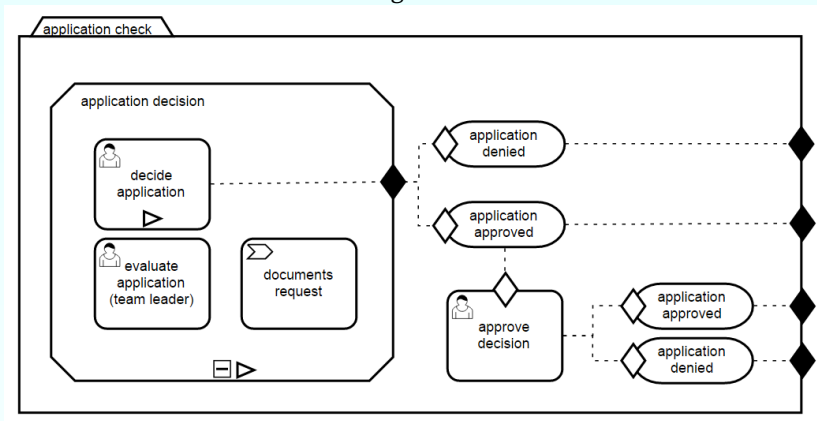 application check
application decision
decide
application
evaluate
application
(team leader)
documents
request
application
denied
application
approved
approve
decision
application
approved
application
denied